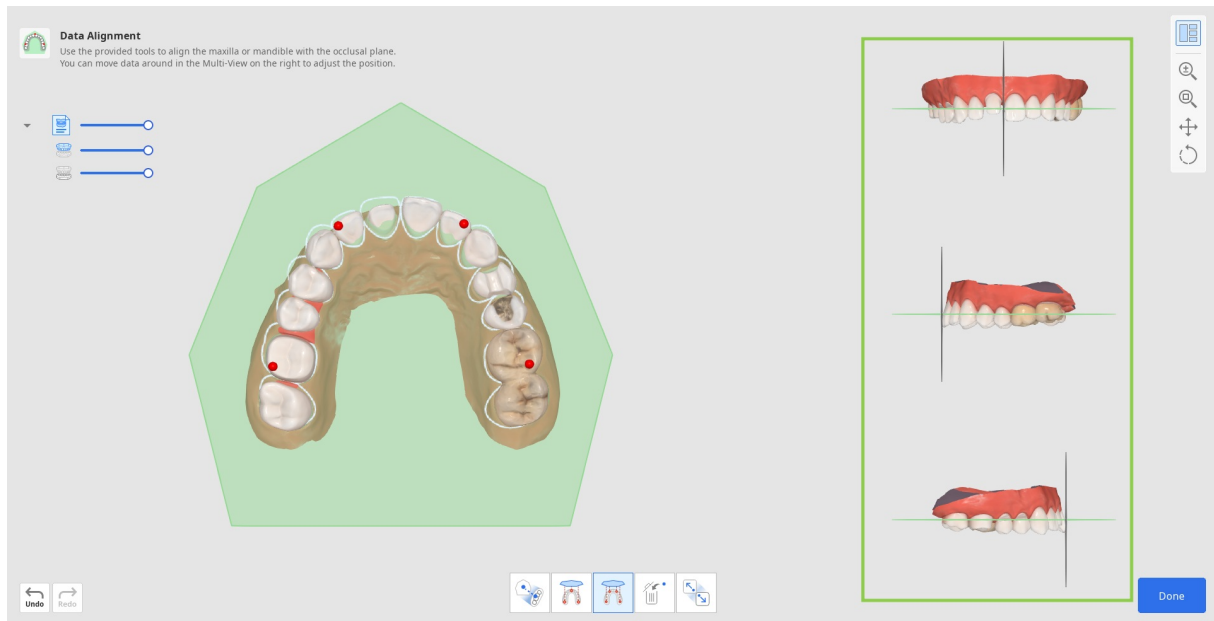 Data Alignment
Use the provided tools to align the maxilla or mandible with the occlusal plane.
You can move data around in the Multi-View on the right to adjust the position.
Undo
Redo
Done